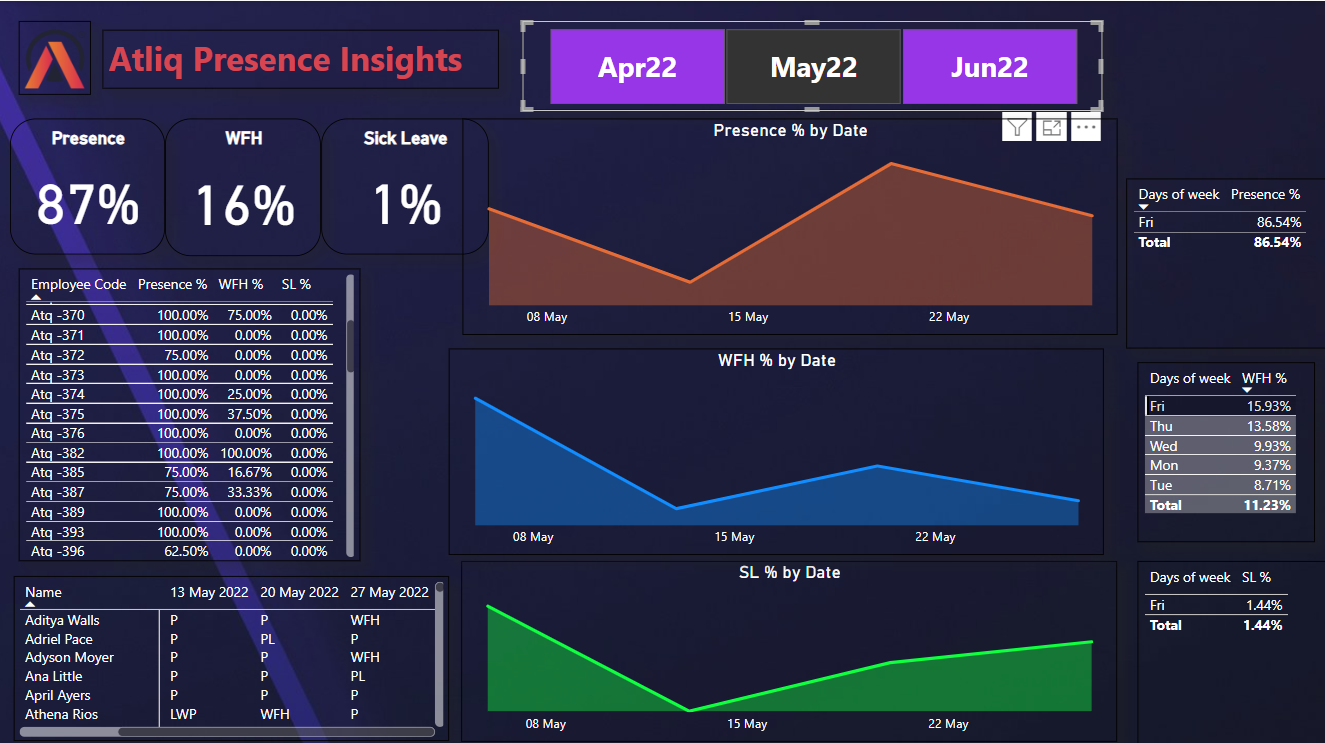 Atliq Presence Insights
Apr22
May22
Jun22
Presence
87%
WFH
16%
Sick Leave
1%
Presence % by Date
08 May 15 May 22 May
Days of week Presence %
Fri 86.54%
Total 86.54%
Employee Code Presence % WFH % SL %
Atq -370 100.00% 75.00% 0.00%
Atq -371 100.00% 0.00% 0.00%
Atq -372 75.00% 0.00% 0.00%
Atq -373 100.00% 0.00% 0.00%
Atq -374 100.00% 25.00% 0.00%
Atq -375 100.00% 37.50% 0.00%
Atq -376 100.00% 0.00% 0.00%
Atq -382 100.00% 100.00% 0.00%
Atq -385 75.00% 16.67% 0.00%
Atq -387 75.00% 33.33% 0.00%
Atq -389 100.00% 0.00% 0.00%
Atq -393 100.00% 0.00% 0.00%
Atq -396 62.50% 0.00% 0.00%
WFH % by Date
08 May 15 May 22 May
Days of week WFH %
Fri 15.93%
Thu 13.58%
Wed 9.93%
Mon 9.37%
Tue 8.71%
Total 11.23%
Name 13 May 2022 20 May 2022 27 May 2022
Aditya Walls P P WFH
Adriel Pace P PL P
Adyson Moyer P P WFH
Ana Little P P PL
April Ayers P P P
Athena Rios LWP WFH P
SL % by Date
08 May 15 May 22 May
Days of week SL %
Fri 1.44%
Total 1.44%